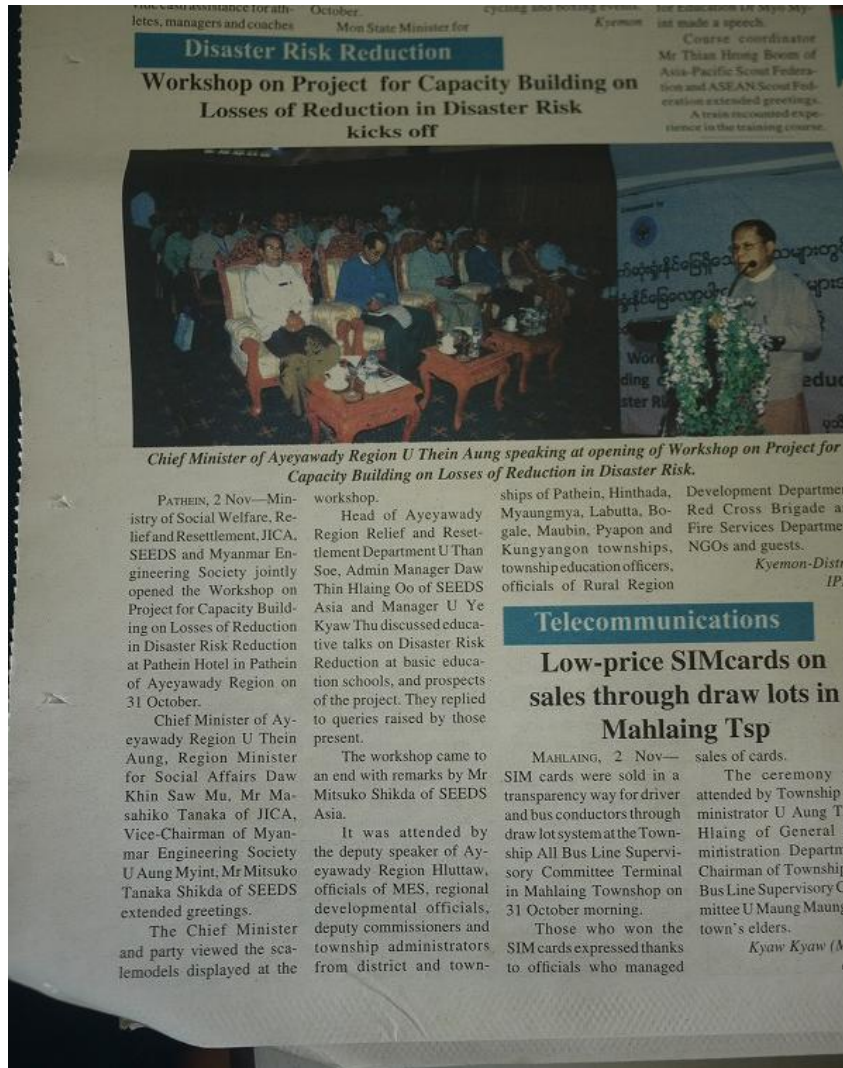 letes, managers and coaches
October.
Mon State Minister for
Kyemon
int made a speech.
Course coordinator
Mr Thian Hiong Boom of
Asia-Pacific Scout Federa-
tion and ASEAN Scout Fed-
eration extended greetings.
A train recounted expe-
rience in the training course.
Disaster Risk Reduction
Workshop on Project for Capacity Building on
Losses of Reduction in Disaster Risk
kicks off
Chief Minister of Ayeyawady Region U Thein Aung speaking at opening of Workshop on Project for
Capacity Building on Losses of Reduction in Disaster Risk.
PATHEIN, 2 Nov—Min-
istry of Social Welfare, Re-
lief and Resettlement, JICA,
SEEDS and Myanmar En-
gineering Society jointly
opened the Workshop on
Project for Capacity Build-
ing on Losses of Reduction
in Disaster Risk Reduction
at Pathein Hotel in Pathein
of Ayeyawady Region on
31 October.
Chief Minister of Ay-
eyawady Region U Thein
Aung, Region Minister
for Social Affairs Daw
Khin Saw Mu, Mr Ma-
sahiko Tanaka of JICA,
Vice-Chairman of Myan-
mar Engineering Society
U Aung Myint, Mr Mitsuko
Tanaka Shikda of SEEDS
extended greetings.
The Chief Minister
and party viewed the sca-
lemodels displayed at the
workshop.
Head of Ayeyawady
Region Relief and Reset-
tlement Department U Than
Soe, Admin Manager Daw
Thin Hlaing Oo of SEEDS
Asia and Manager U Ye
Kyaw Thu discussed educa-
tive talks on Disaster Risk
Reduction at basic educa-
tion schools, and prospects
of the project. They replied
to queries raised by those
present.
The workshop came to
an end with remarks by Mr
Mitsuko Shikda of SEEDS
Asia.
It was attended by
the deputy speaker of Ay-
eyawady Region Hluttaw,
officials of MES, regional
developmental officials,
deputy commissioners and
township administrators
from district and town-
ships of Pathein, Hinthada,
Myaungmya, Labutta, Bo-
gale, Maubin, Pyapon and
Kungyangon townships,
township education officers,
officials of Rural Region
Development Departme
Red Cross Brigade a
Fire Services Departme
NGOs and guests.
Kyemon-Distr
IP
Telecommunications
Low-price SIMcards on
sales through draw lots in
Mahlaing Tsp
MAHLAING, 2 Nov—
SIM cards were sold in a
transparency way for driver
and bus conductors through
draw lot system at the Town-
ship All Bus Line Supervi-
sory Committee Terminal
in Mahlaing Townshop on
31 October morning.
Those who won the
SIM cards expressed thanks
to officials who managed
sales of cards.
The ceremony
attended by Township
ministrator U Aung T
Hlaing of General
ministration Departm
Chairman of Township
Bus Line Supervisory C
mittee U Maung Maung
town's elders.
Kyaw Kyaw (M